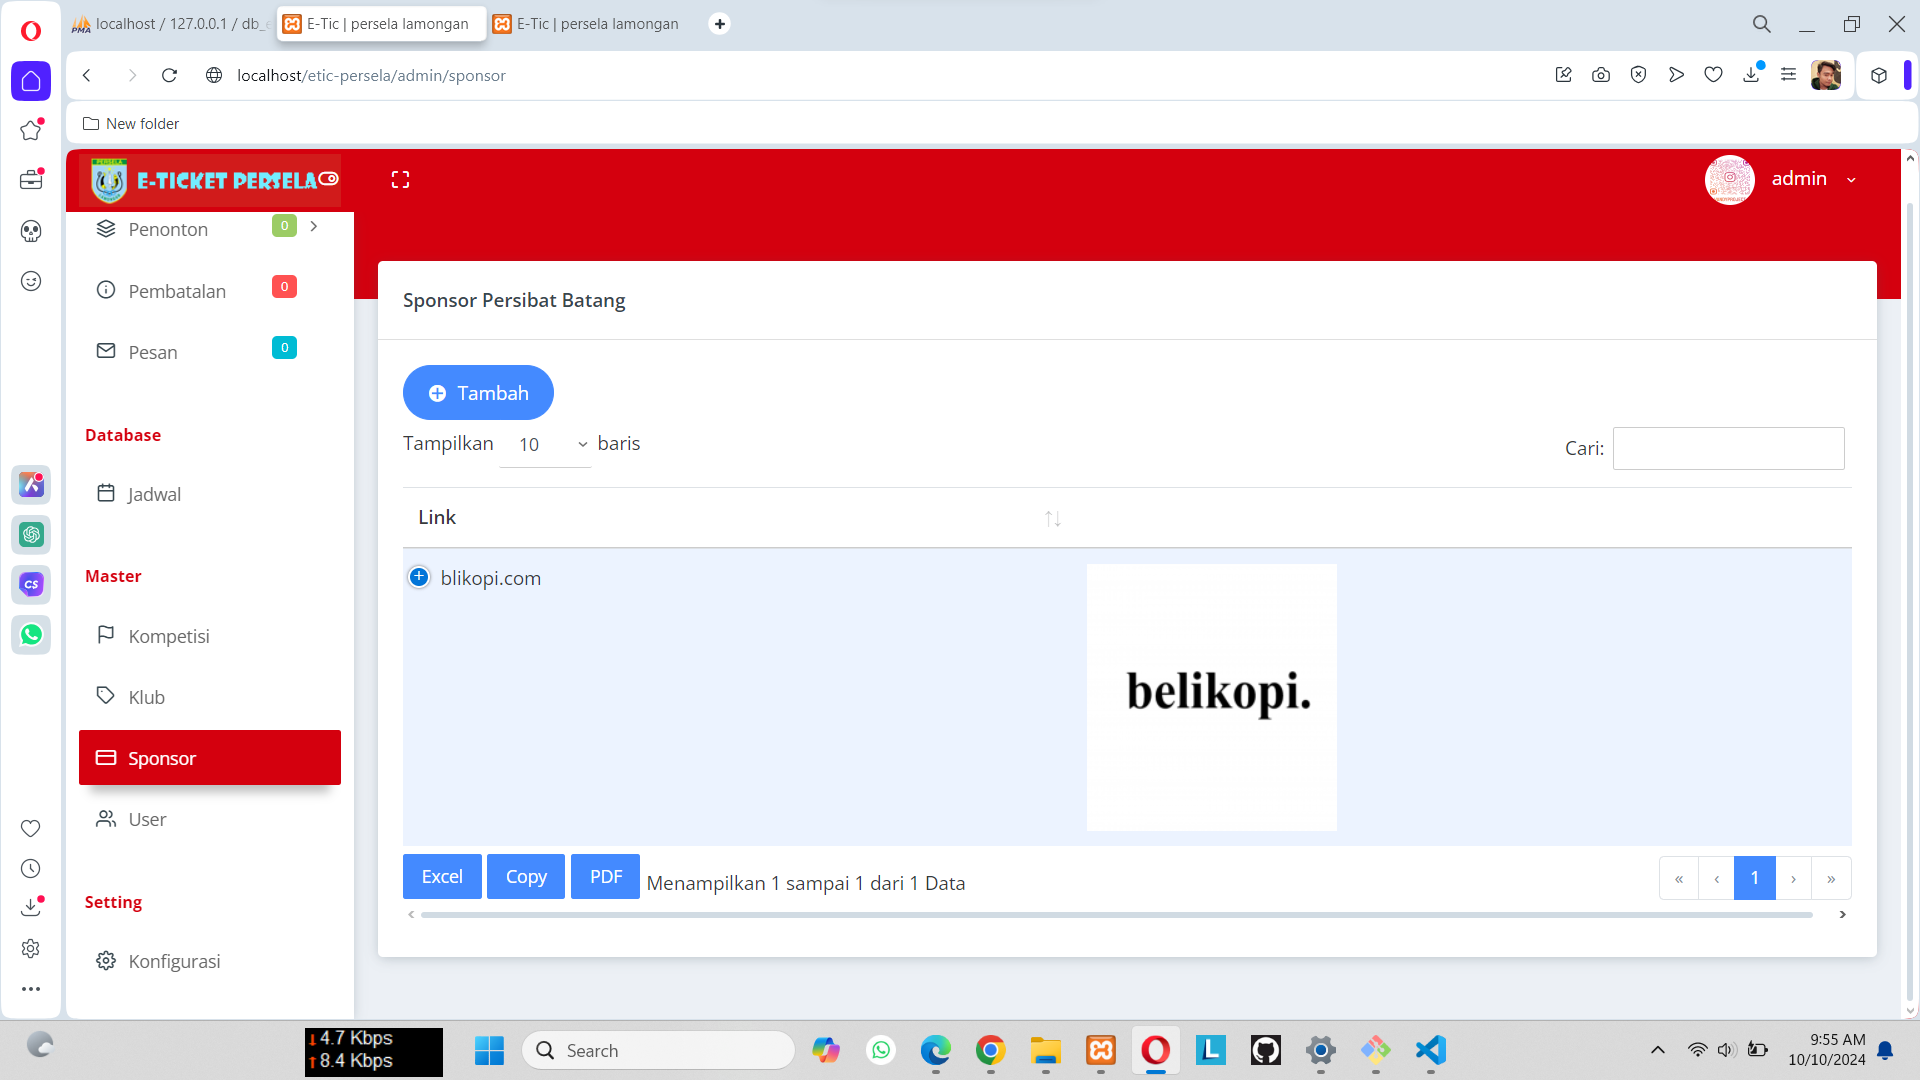 localhost / 127.0.0.1 / db_e
E-Tic | persela lamongan
E-Tic | persela lamongan
localhost/etic-persela/admin/sponsor
New folder
E-TICKET PERSELA
admin
Penonton
0
Pembatalan
0
Pesan
0
Database
Jadwal
Master
Kompetisi
Klub
Sponsor
User
Setting
Konfigurasi
Sponsor Persibat Batang
Tambah
Tampilkan 10 baris
Cari:
Link
blikopi.com
belikopi.
Excel
Copy
PDF
Menampilkan 1 sampai 1 dari 1 Data
« ‹ 1 › »
4.7 Kbps
8.4 Kbps
Search
9:55 AM
10/10/2024